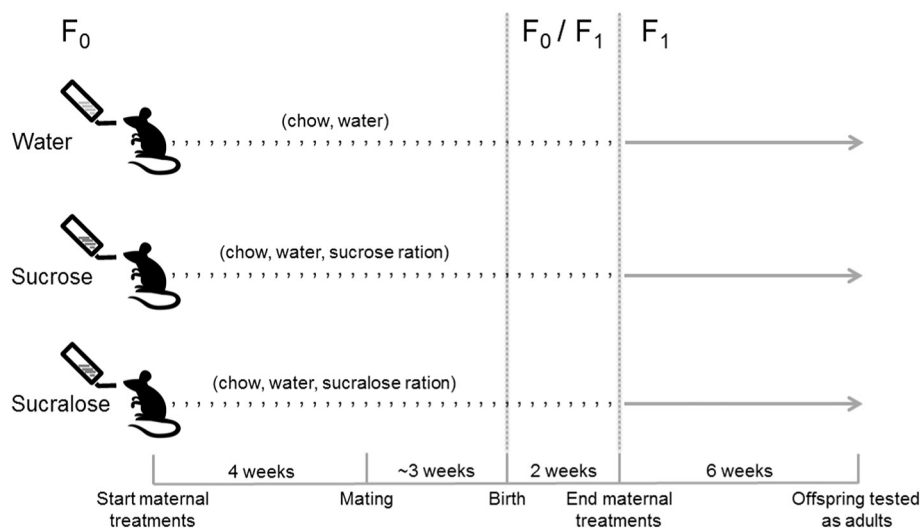 F0
F0 / F1
F1
Water
(chow, water)
Sucrose
(chow, water, sucrose ration)
Sucralose
(chow, water, sucralose ration)
4 weeks
~3 weeks
2 weeks
6 weeks
Start maternal
treatments
Mating
Birth
End maternal
treatments
Offspring tested
as adults